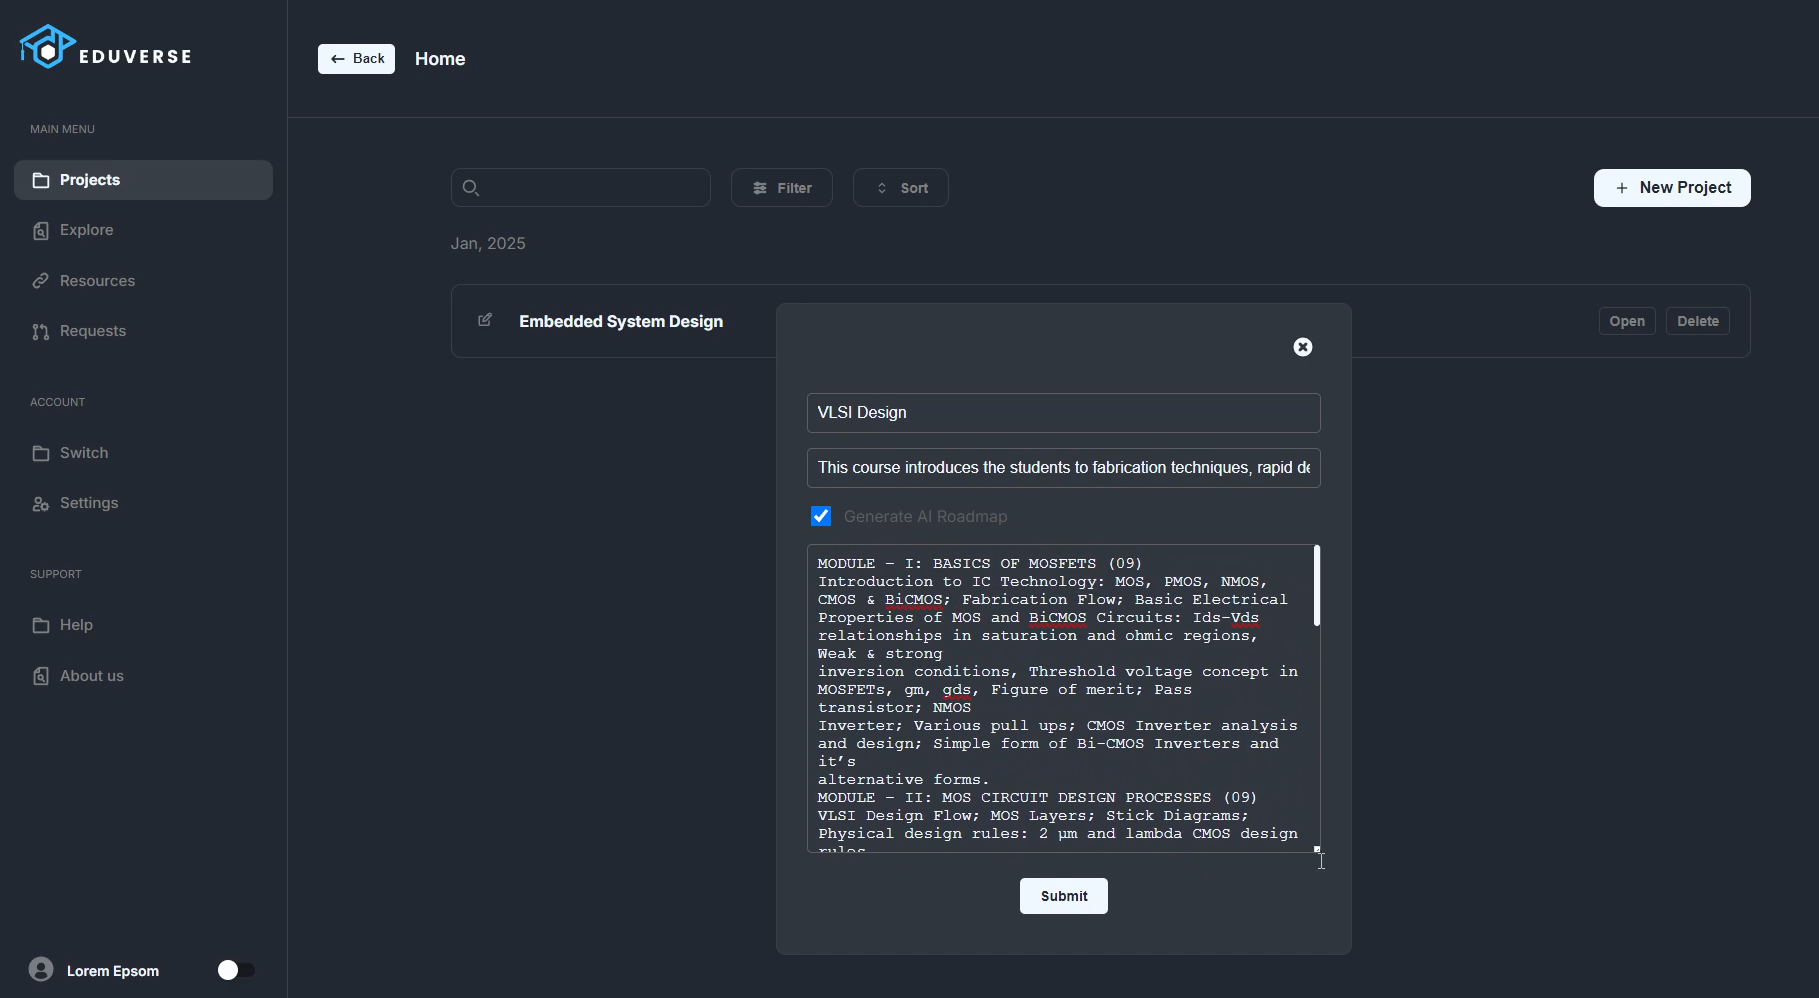 EDUVERSE
← Back
Home
MAIN MENU
Projects
Explore
Resources
Requests
ACCOUNT
Switch
Settings
SUPPORT
Help
About us
Lorem Epsom
Filter
Sort
+ New Project
Jan, 2025
Embedded System Design
Open
Delete
VLSI Design
This course introduces the students to fabrication techniques, rapid de
Generate AI Roadmap
MODULE – I: BASICS OF MOSFETS (09)
Introduction to IC Technology: MOS, PMOS, NMOS,
CMOS & BiCMOS; Fabrication Flow; Basic Electrical
Properties of MOS and BiCMOS Circuits: Ids-Vds
relationships in saturation and ohmic regions,
Weak & strong
inversion conditions, Threshold voltage concept in
MOSFETs, gm, gds, Figure of merit; Pass
transistor; NMOS
Inverter; Various pull ups; CMOS Inverter analysis
and design; Simple form of Bi-CMOS Inverters and
it’s
alternative forms.
MODULE – II: MOS CIRCUIT DESIGN PROCESSES (09)
VLSI Design Flow; MOS Layers; Stick Diagrams;
Physical design rules: 2 µm and lambda CMOS design
rules
Submit